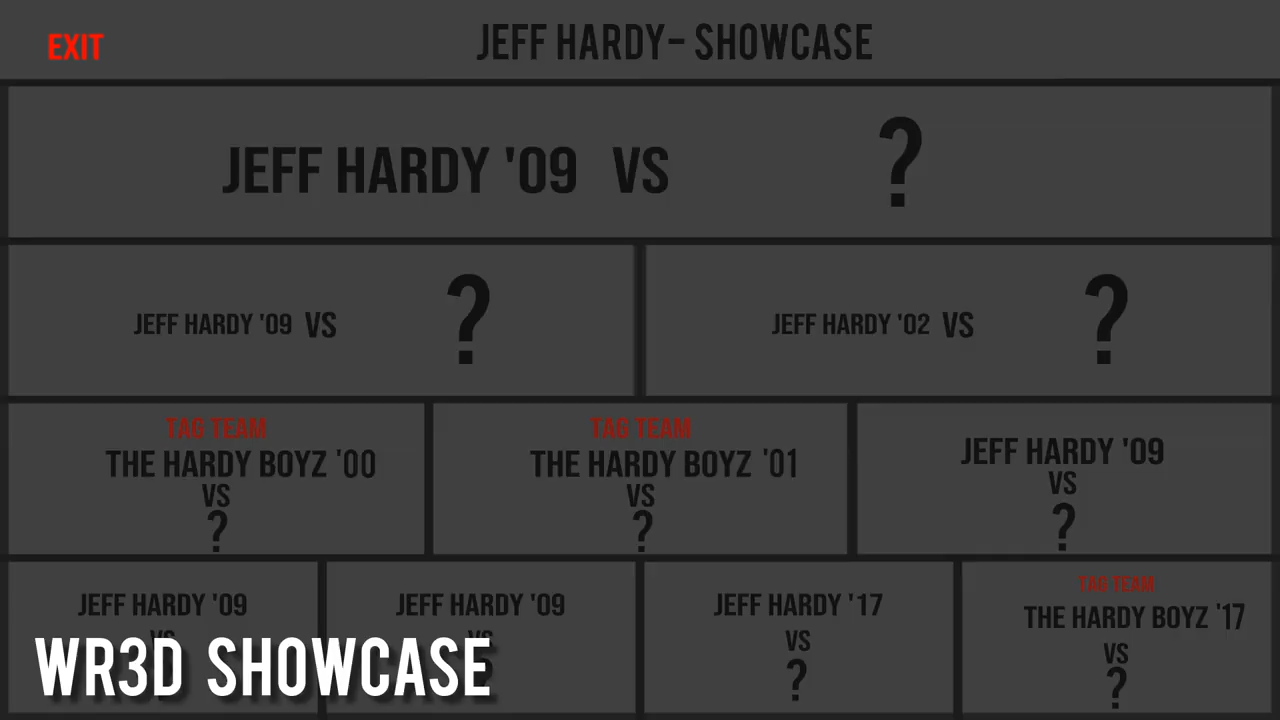 EXIT
JEFF HARDY- SHOWCASE
JEFF HARDY '09 VS ?
JEFF HARDY '09 VS ?
JEFF HARDY '02 VS ?
TAG TEAM
THE HARDY BOYZ '00
VS
?
TAG TEAM
THE HARDY BOYZ '01
VS
?
JEFF HARDY '09
VS
?
JEFF HARDY '09
VS
JEFF HARDY '09
VS
JEFF HARDY '17
VS
?
TAG TEAM
THE HARDY BOYZ '17
VS
?
WR3D SHOWCASE